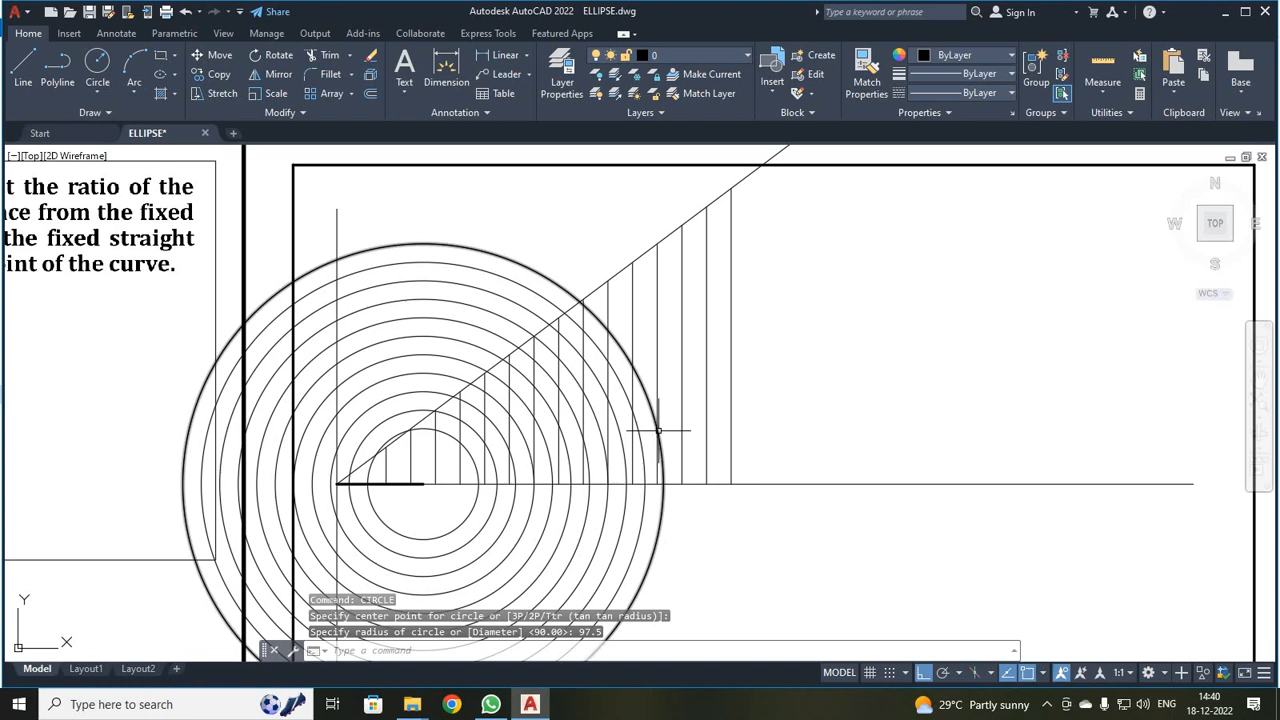 Share
Autodesk AutoCAD 2022 ELLIPSE.dwg
Type a keyword or phrase
Sign In
Home Insert Annotate Parametric View Manage Output Add-ins Collaborate Express Tools Featured Apps
Line Polyline Circle Arc
Move Rotate Trim
Copy Mirror Fillet
Stretch Scale Array
Text Dimension
Linear
Leader
Table
Layer Properties
0
Make Current
Match Layer
Insert
Create
Edit
Match Properties
ByLayer
ByLayer
ByLayer
Group
Measure
Paste
Base
Draw Modify Annotation Layers Block Properties Groups Utilities Clipboard View
Start ELLIPSE*
[−][Top][2D Wireframe]
t the ratio of the
ce from the fixed
the fixed straight
int of the curve.
N
W TOP E
S
WCS
Y
X
Command: CIRCLE
Specify center point for circle or [3P/2P/Ttr (tan tan radius)]:
Specify radius of circle or [Diameter] <90.00>: 97.5
Type a command
Model Layout1 Layout2
MODEL
1:1
Type here to search
29°C Partly sunny
ENG
14:40
18-12-2022